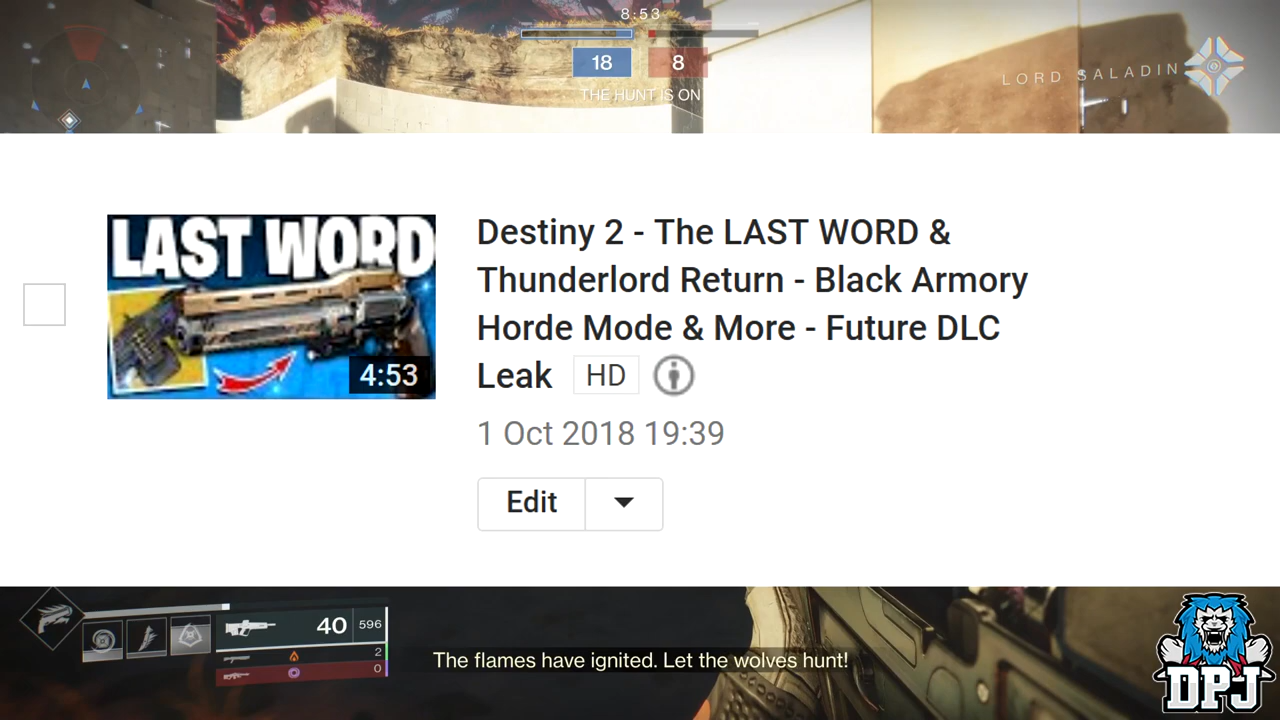 8:53
18 8
THE HUNT IS ON
LORD SALADIN
LAST WORD
4:53
Destiny 2 - The LAST WORD &
Thunderlord Return - Black Armory
Horde Mode & More - Future DLC
Leak HD
1 Oct 2018 19:39
Edit
40 596
2
0
The flames have ignited. Let the wolves hunt!
DPJ